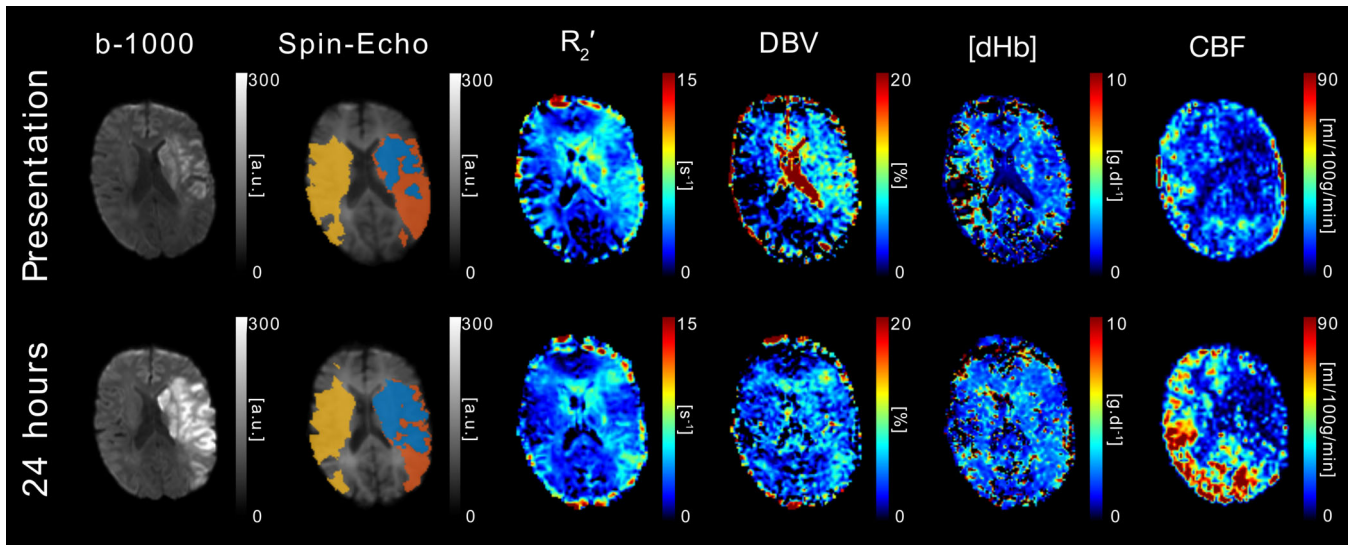 b-1000 Spin-Echo R₂′ DBV [dHb] CBF
Presentation
300 0 [a.u.]
300 0 [a.u.]
15 0 [s⁻¹]
20 0 [%]
10 0 [g.dl⁻¹]
90 0 [ml/100g/min]
24 hours
300 0 [a.u.]
300 0 [a.u.]
15 0 [s⁻¹]
20 0 [%]
10 0 [g.dl⁻¹]
90 0 [ml/100g/min]